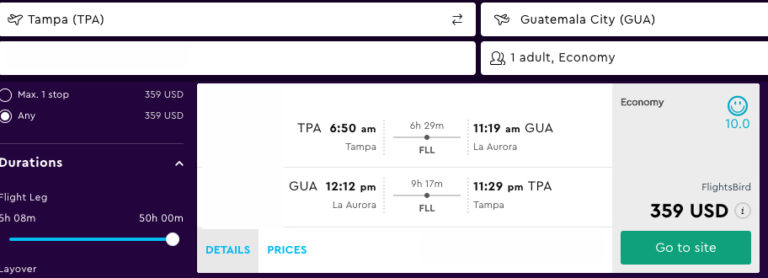 Tampa (TPA)
Guatemala City (GUA)
1 adult, Economy
Max. 1 stop 359 USD
Any 359 USD
Durations
Flight Leg
5h 08m 50h 00m
Layover
TPA 6:50 am 6h 29m 11:19 am GUA
Tampa FLL La Aurora
GUA 12:12 pm 9h 17m 11:29 pm TPA
La Aurora FLL Tampa
DETAILS PRICES
Economy
10.0
FlightsBird
359 USD i
Go to site